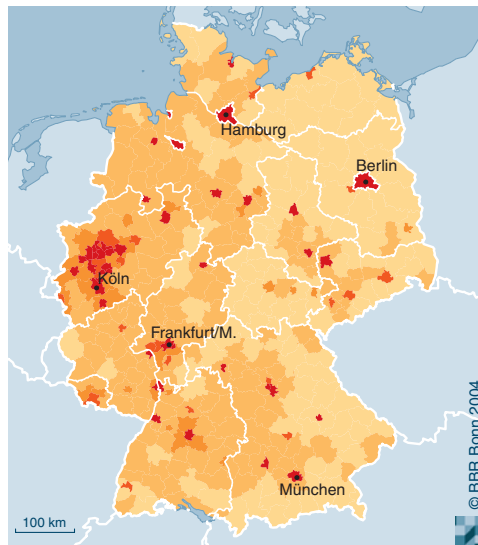 Hamburg
Berlin
Köln
Frankfurt/M.
München
100 km
© BBR Bonn 2004